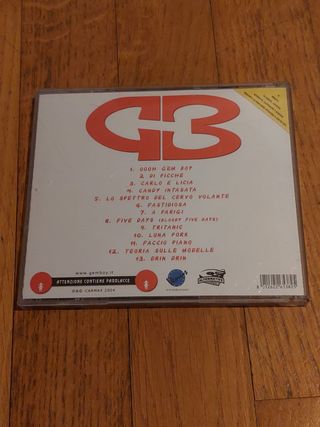 GB
1. OOOH GEM BOY
2. DI PICCHE
3. CARLO E LICIA
4. CANDY INTASATA
5. LO SPETTRO DEL CERVO VOLANTE
6. FASTIDIOSA
7. A PARIGI
8. FIVE DAYS (BLOODY FIVE DAYS)
9. TRITANIC
10. LUNA PORK
11. FACCIO PIANO
12. TEORIA SULLE MODELLE
13. DRIN DRIN
www.gemboy.it
ATTENZIONE CONTIENE PAROLACCE